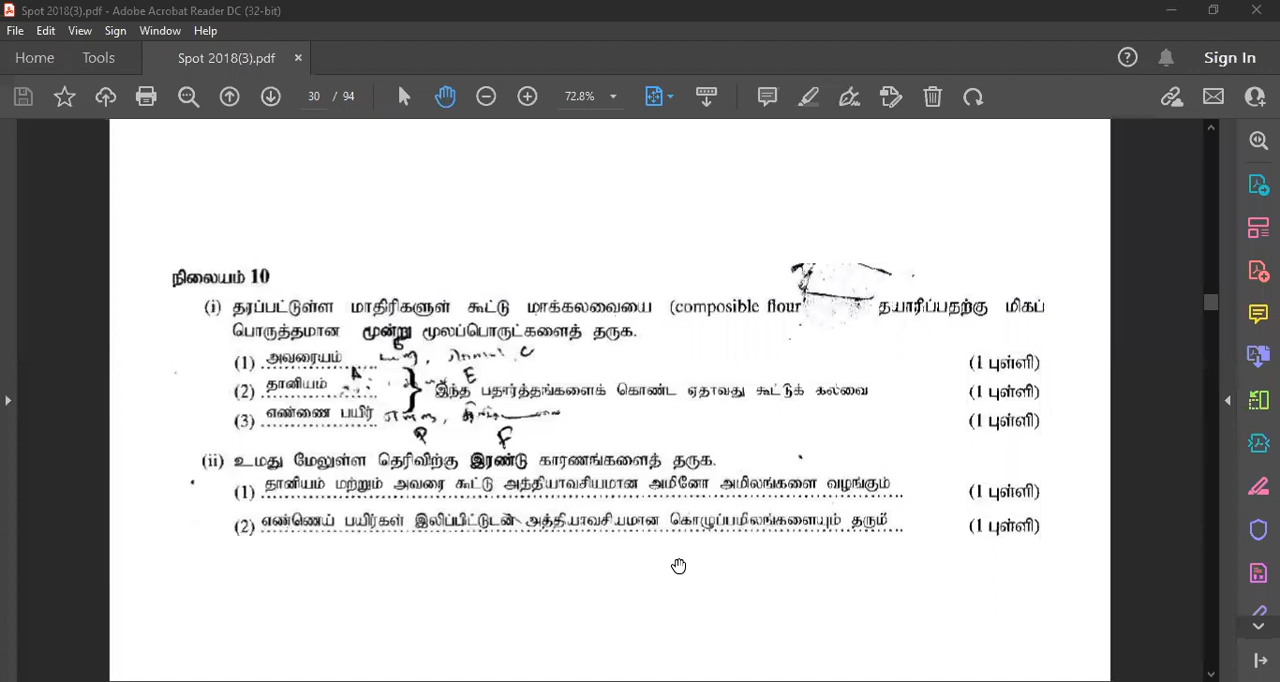 Spot 2018(3).pdf - Adobe Acrobat Reader DC (32-bit)
File Edit View Sign Window Help
Home Tools Spot 2018(3).pdf × Sign In
30 / 94 72.8%
நிலையம் 10
(i) தரப்பட்டுள்ள மாதிரிகளுள் கூட்டு மாக்கலவையை (composible flour தயாரிப்பதற்கு மிகப்
பொருத்தமான மூன்று மூலப்பொருட்களைத் தருக.
B
(1) அவரையம் , C (1 புள்ளி)
A E
(2) தானியம் } இந்த பதார்த்தங்களைக் கொண்ட ஏதாவது கூட்டுக் கலவை (1 புள்ளி)
(3) எண்ணை பயிர் (1 புள்ளி)
F
(ii) உமது மேலுள்ள தெரிவிற்கு இரண்டு காரணங்களைத் தருக.
(1) தானியம் மற்றும் அவரை கூட்டு அத்தியாவசியமான அமினோ அமிலங்களை வழங்கும் (1 புள்ளி)
(2) எண்ணெய் பயிர்கள் இலிப்பிட்டுடன் அத்தியாவசியமான கொழுப்பமிலங்களையும் தரும் (1 புள்ளி)